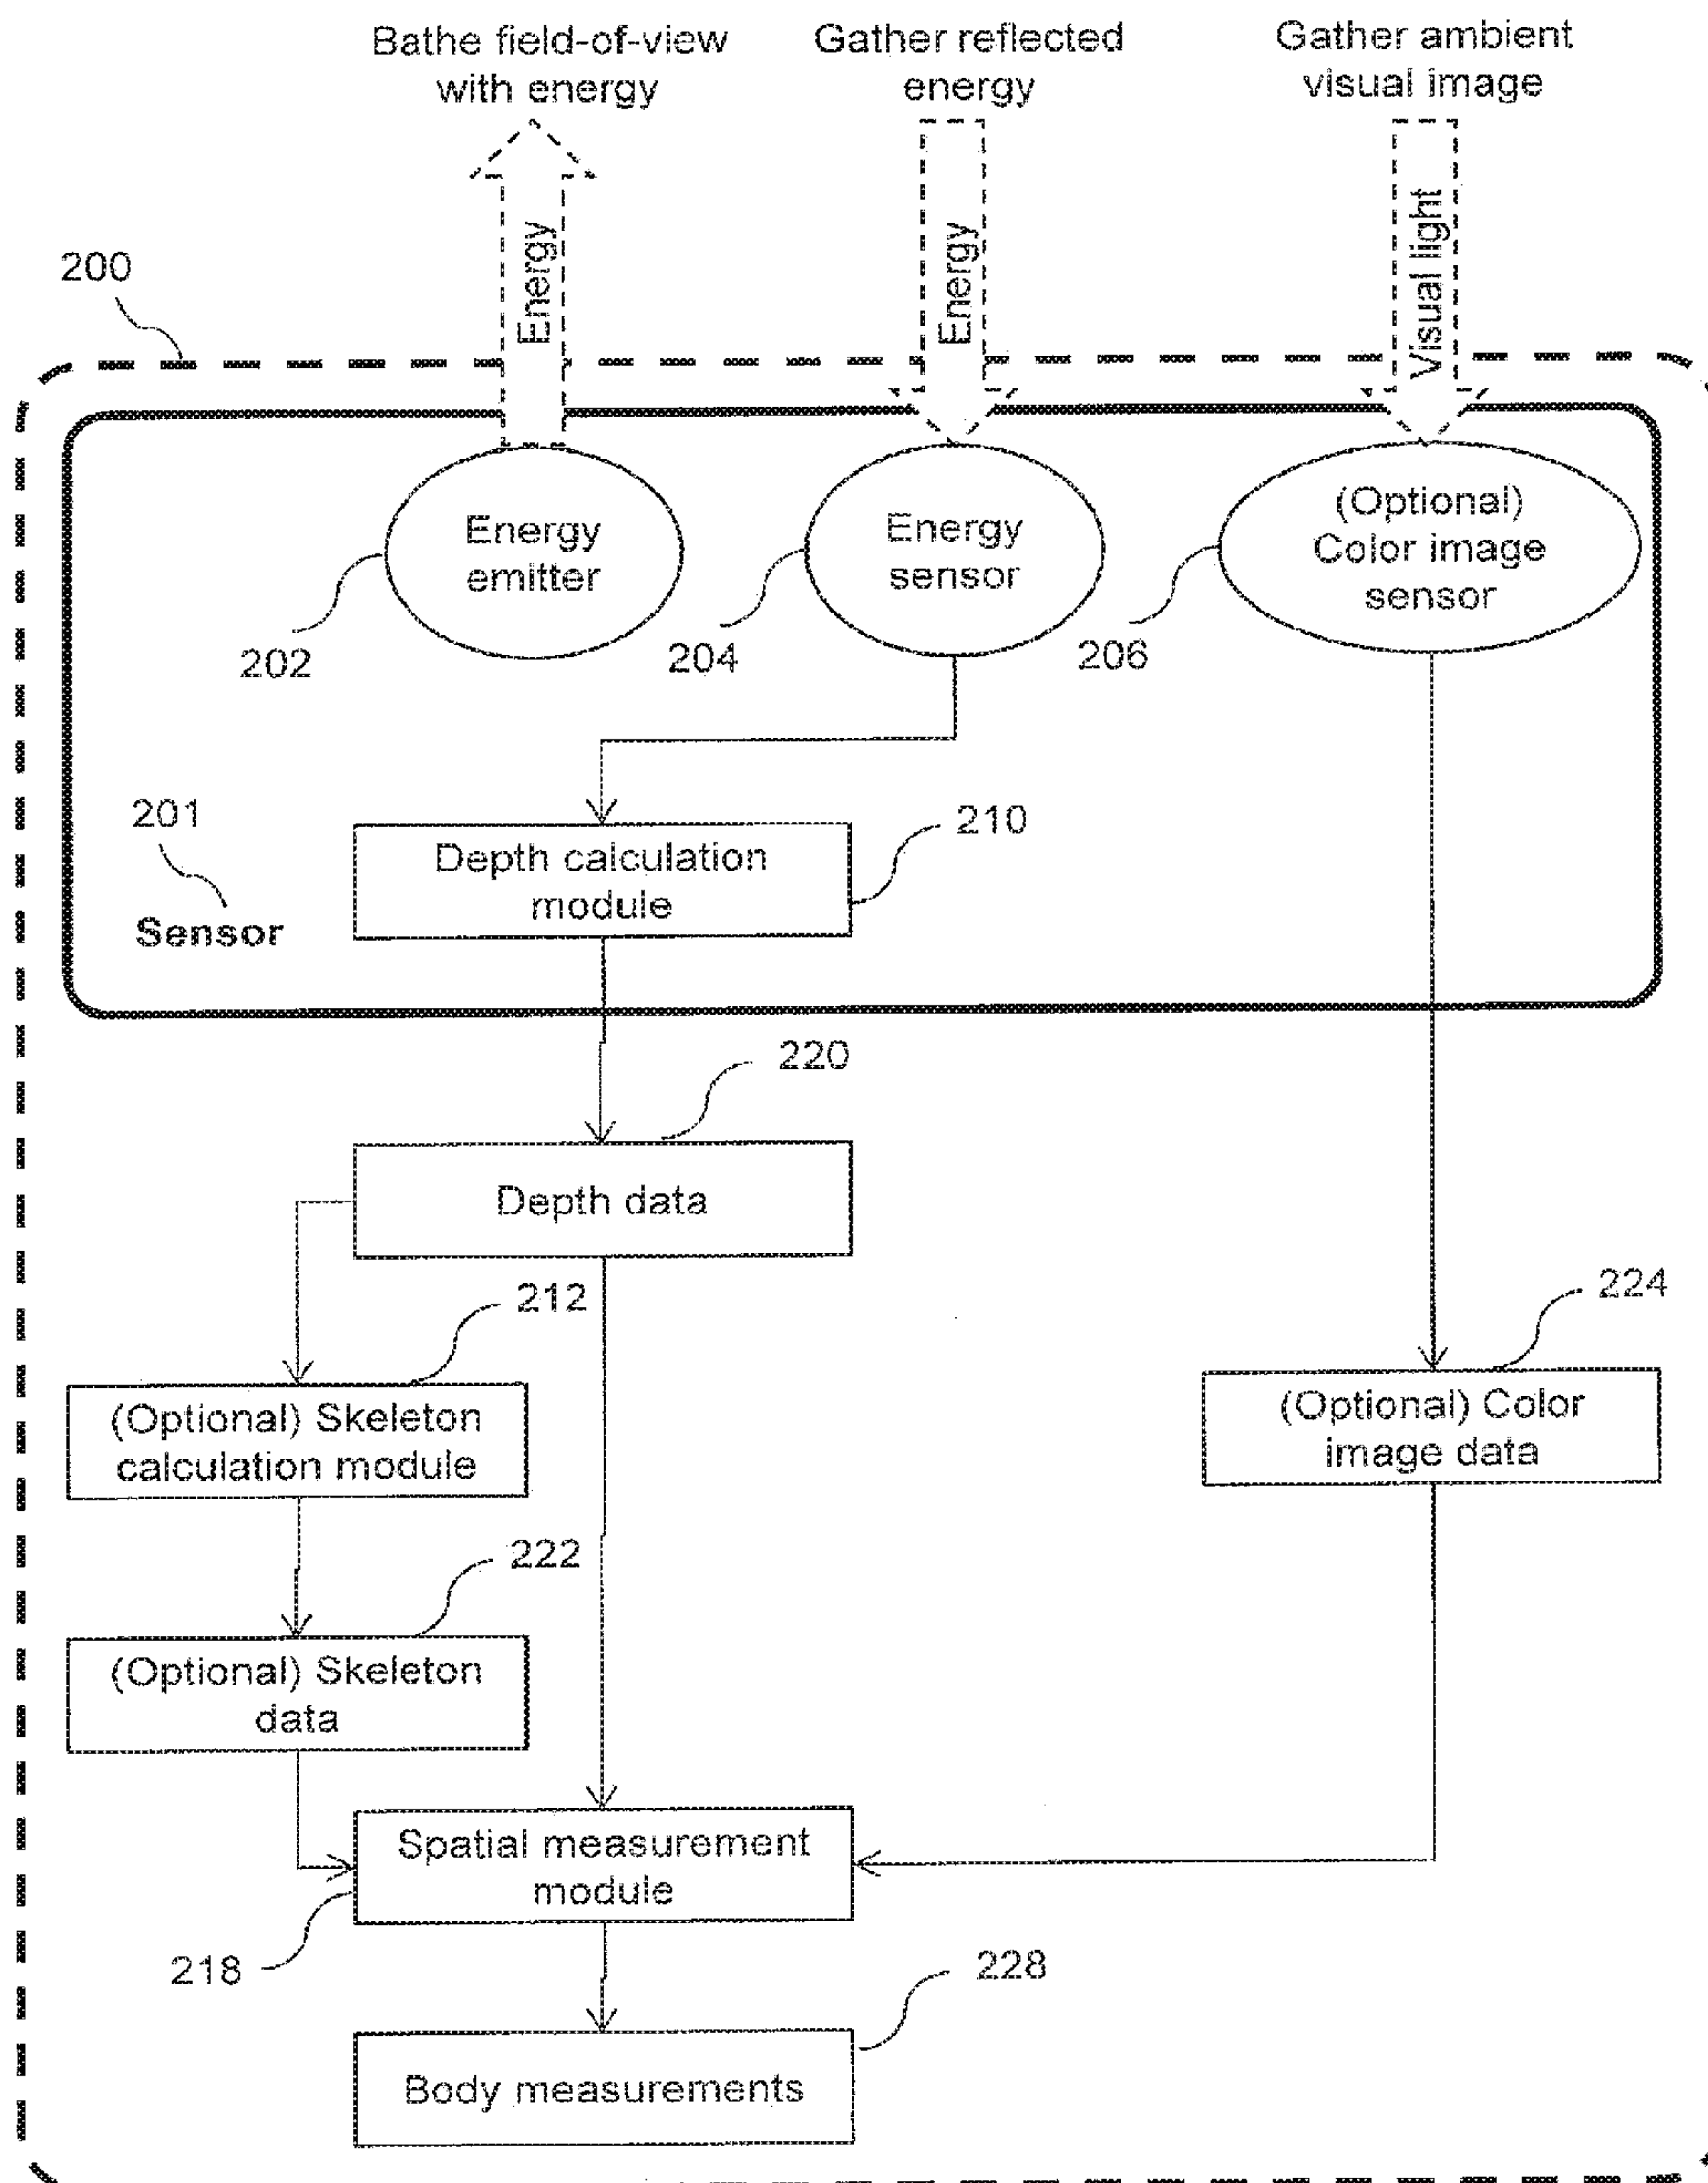 Bathe field-of-view
with energy
Gather reflected
energy
Gather ambient
visual image
Energy
Energy
Visual light
200
Energy
emitter
Energy
sensor
(Optional)
Color image
sensor
202
204
206
201
Sensor
Depth calculation
module
210
220
Depth data
212
224
(Optional) Skeleton
calculation module
(Optional) Color
image data
222
(Optional) Skeleton
data
Spatial measurement
module
218
228
Body measurements